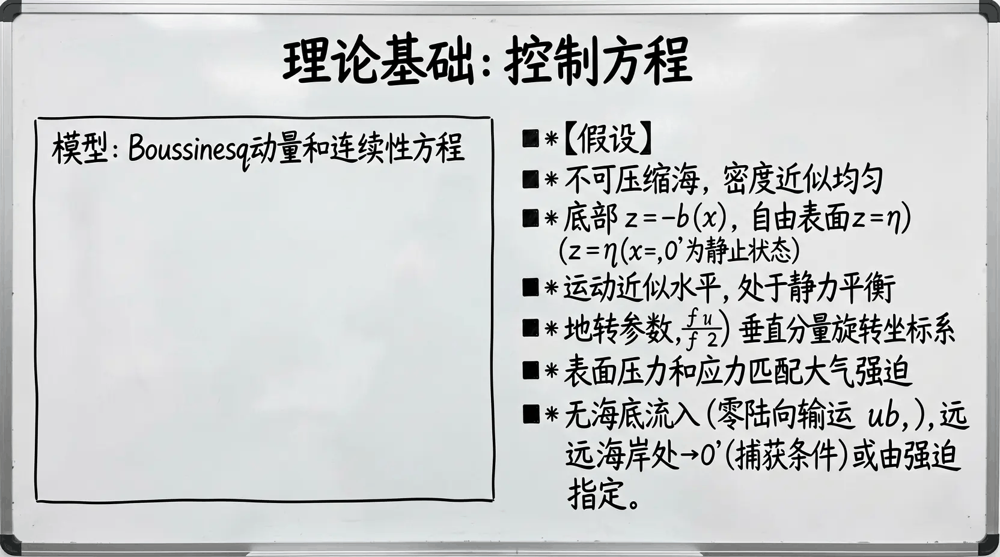 理论基础：控制方程
模型：Boussinesq动量和连续性方程
■ *【假设】
■ * 不可压缩海，密度近似均匀
■ * 底部 z=-b(x)，自由表面z=η)
(z=η(x=,0'为静止状态)
■ * 运动近似水平，处于静力平衡
■ * 地转参数，\frac{f u}{f 2}) 垂直分量旋转坐标系
■ * 表面压力和应力匹配大气强迫
■ * 无海底流入(零陆向输运 ub,)，远
远海岸处→0'(捕获条件)或由强迫
指定。